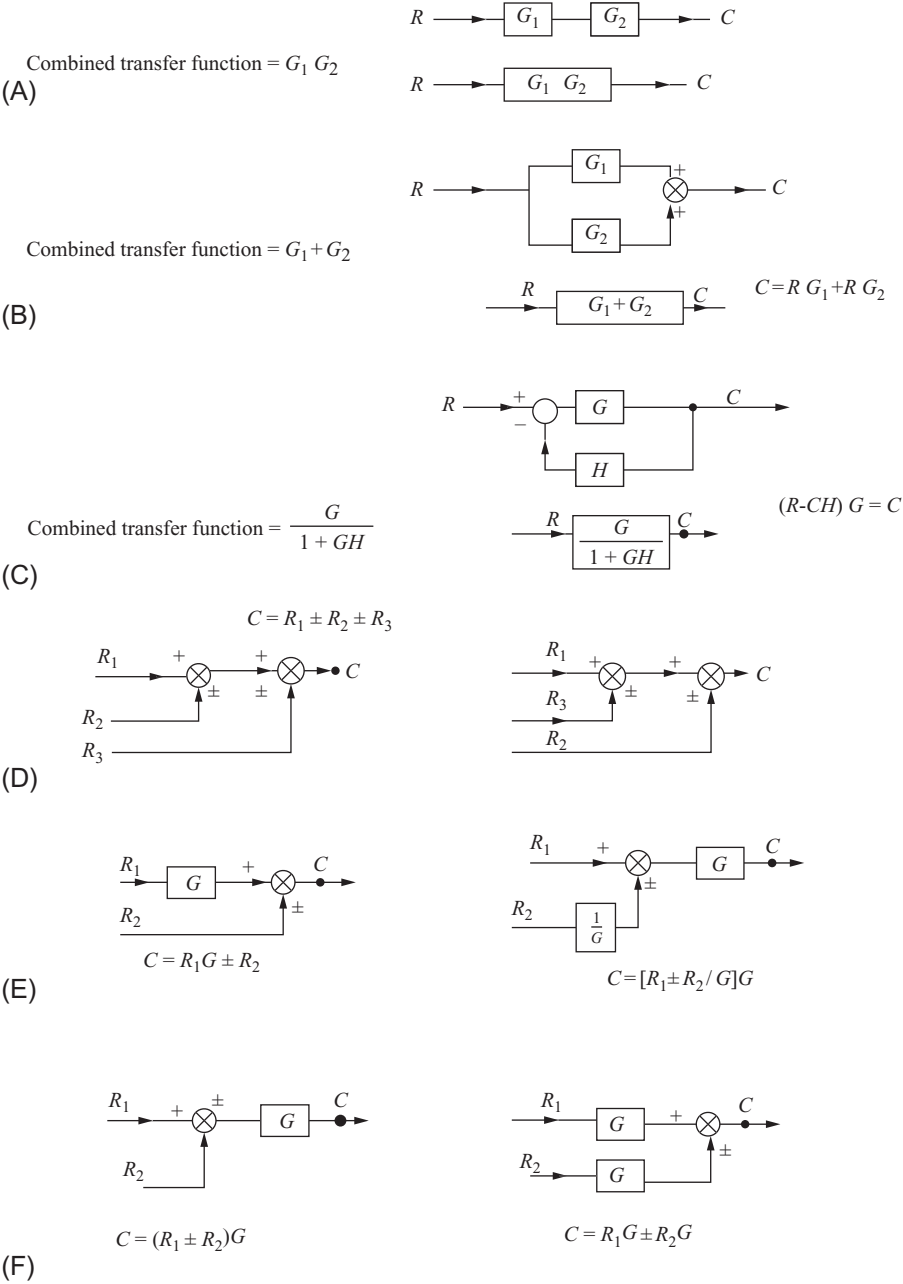 R G₁ G₂ C
Combined transfer function = G₁ G₂
(A)
R G₁ G₂ C
G₁ +
R C
+
G₂
Combined transfer function = G₁ + G₂
(B)
R G₁ + G₂ C C = R G₁ + R G₂
R + G C
−
H
Combined transfer function = G / 1 + GH
(R-CH) G = C
R G / 1 + GH C
(C)
C = R₁ ± R₂ ± R₃
R₁ + + C
± ±
R₂
R₃
R₁ + + C
R₃ ± ±
R₂
(D)
R₁ G + C
R₂ ±
C = R₁G ± R₂
R₁ + G C
±
R₂ 1/G
C = [R₁ ± R₂ / G]G
(E)
R₁ + ± G C
R₂
C = (R₁ ± R₂)G
R₁ G + C
R₂ G ±
C = R₁G ± R₂G
(F)